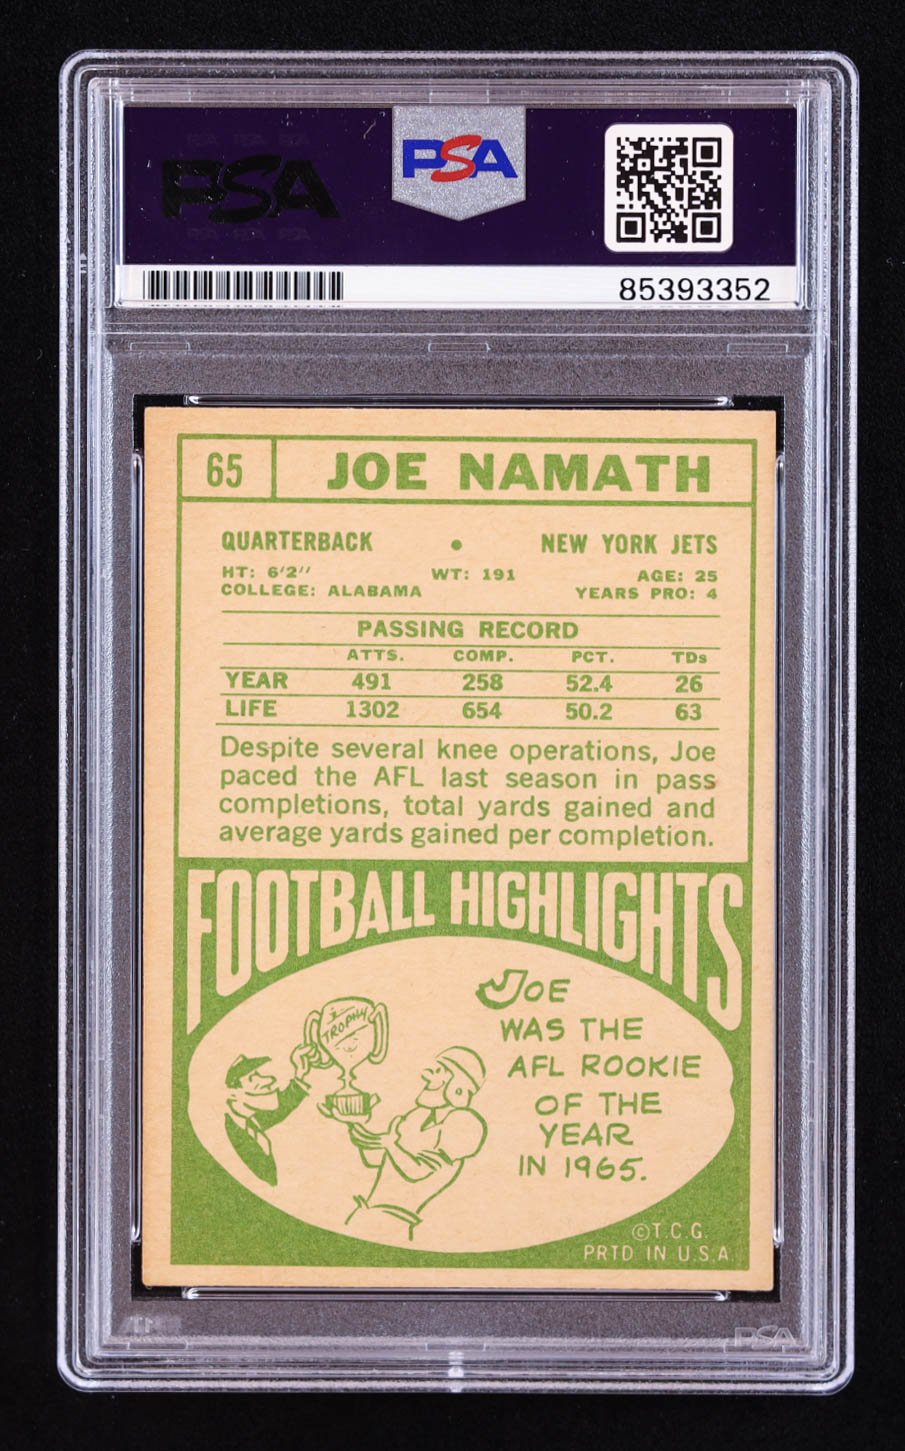 PSA
PSA
85393352
65 JOE NAMATH
QUARTERBACK • NEW YORK JETS
HT: 6'2" WT: 191 AGE: 25
COLLEGE: ALABAMA YEARS PRO: 4
PASSING RECORD
ATTS. COMP. PCT. TDs
YEAR 491 258 52.4 26
LIFE 1302 654 50.2 63
Despite several knee operations, Joe
paced the AFL last season in pass
completions, total yards gained and
average yards gained per completion.
FOOTBALL HIGHLIGHTS
TROPHY
JOE
WAS THE
AFL ROOKIE
OF THE
YEAR
IN 1965.
©T.C.G.
PRTD IN U.S.A.
PSA